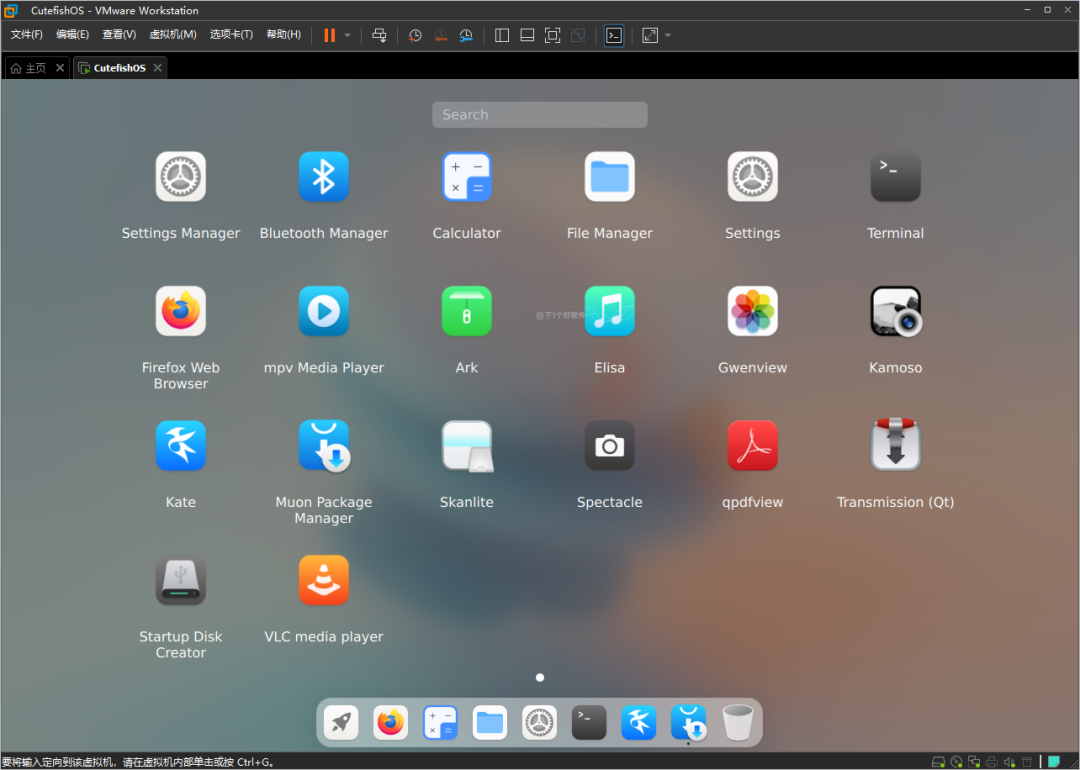 CutefishOS - VMware Workstation
文件(F) 编辑(E) 查看(V) 虚拟机(M) 选项卡(T) 帮助(H)
主页 CutefishOS
Search
Settings Manager Bluetooth Manager Calculator File Manager Settings Terminal
@下1个好软件
Firefox Web Browser mpv Media Player Ark Elisa Gwenview Kamoso
Kate Muon Package Manager Skanlite Spectacle qpdfview Transmission (Qt)
Startup Disk Creator VLC media player
要将输入定向到该虚拟机，请在虚拟机内部单击或按 Ctrl+G。